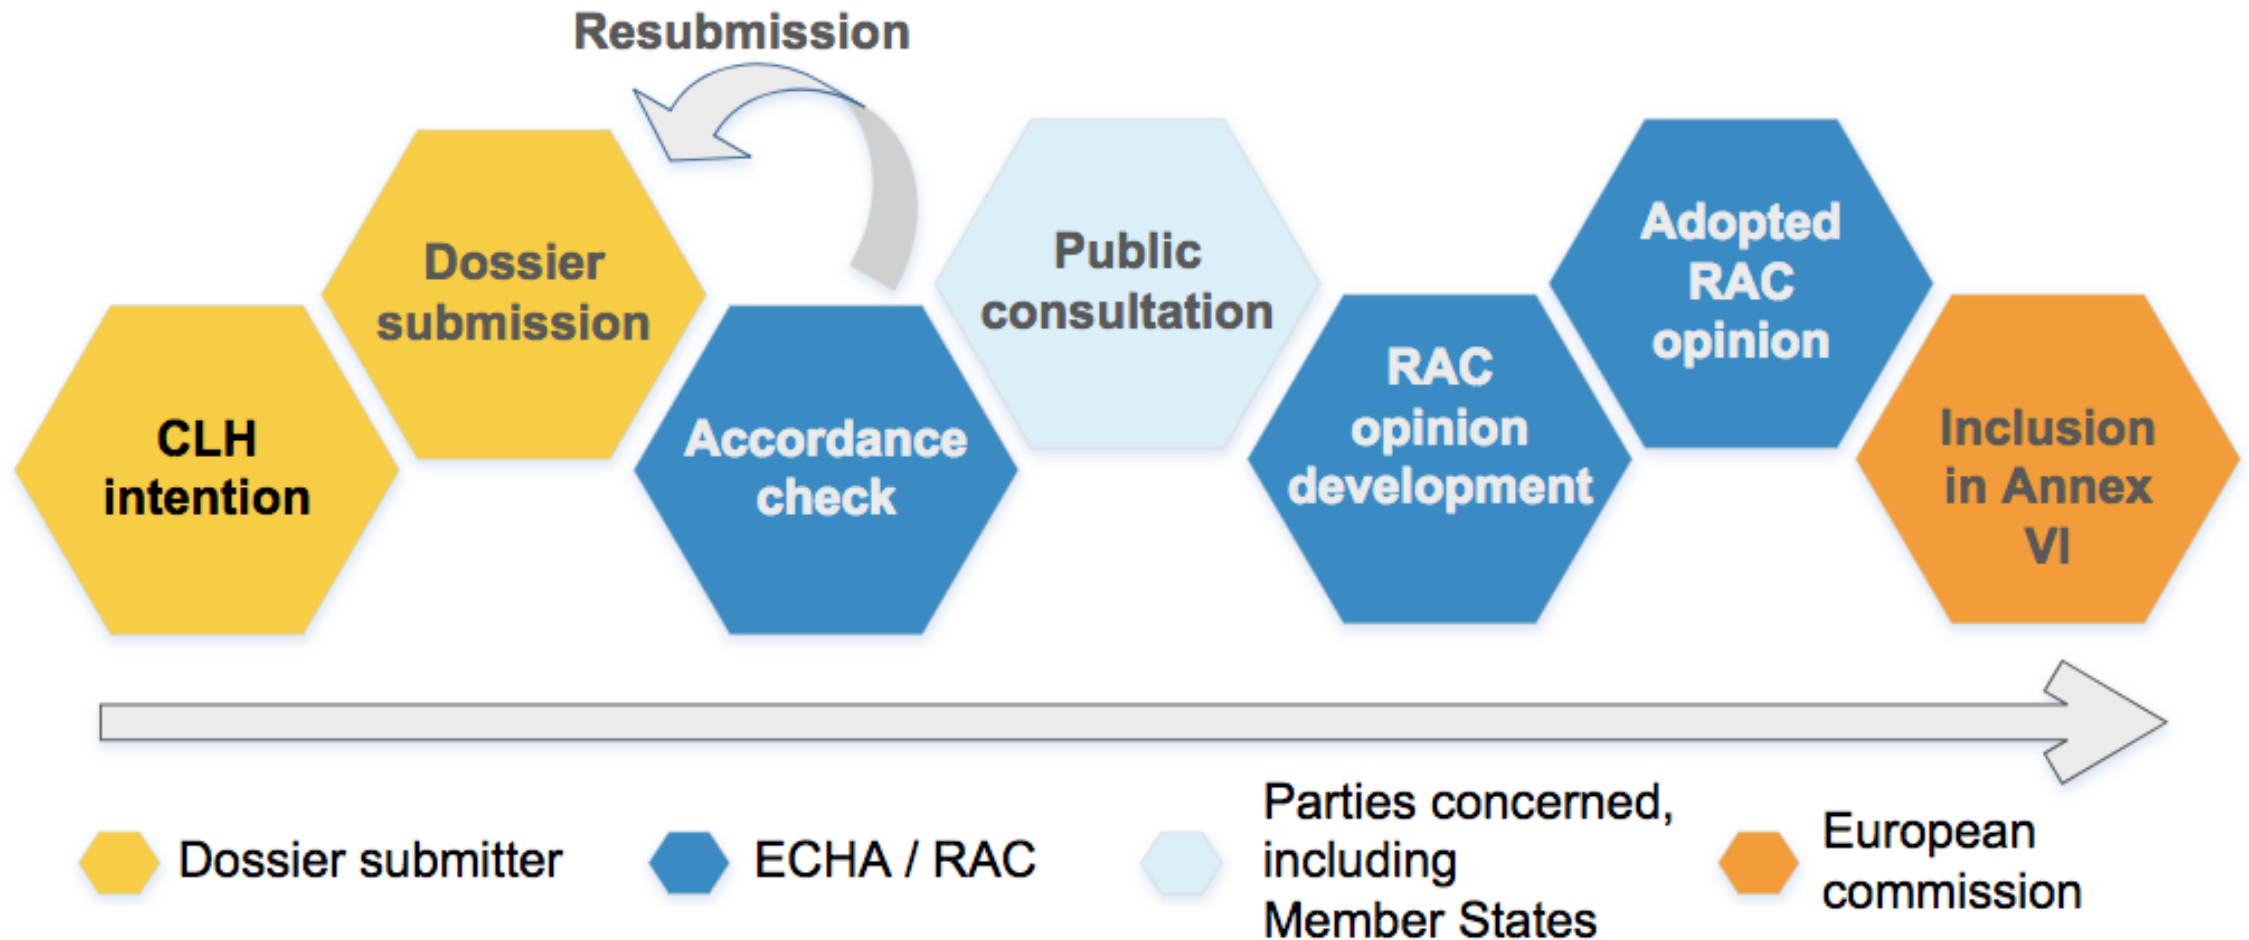 Resubmission
CLH
intention
Dossier
submission
Accordance
check
Public
consultation
RAC
opinion
development
Adopted
RAC
opinion
Inclusion
in Annex
VI
Dossier submitter
ECHA / RAC
Parties concerned,
including
Member States
European
commission